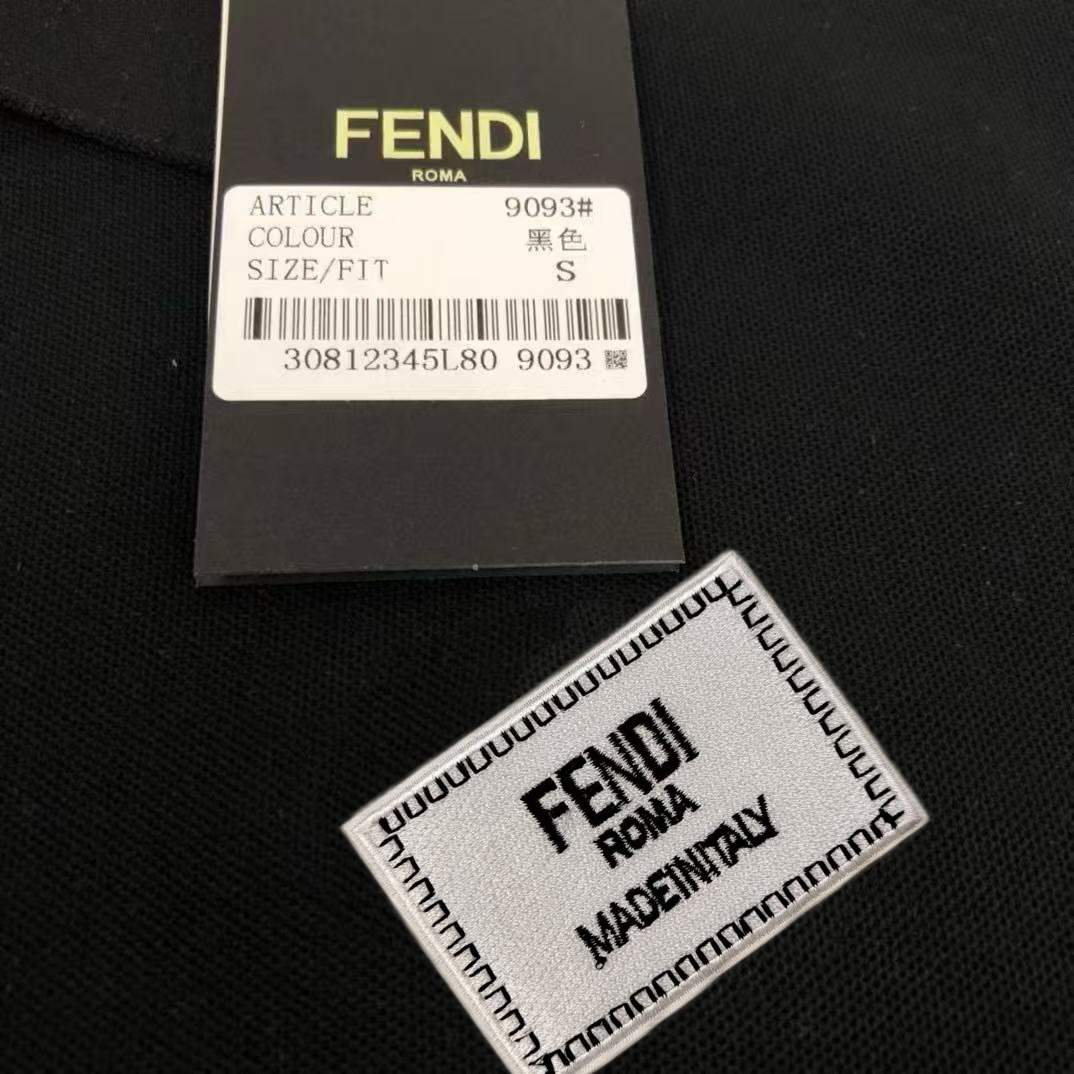 FENDI
ROMA
ARTICLE 9093#
COLOUR 黑色
SIZE/FIT S
30812345L80 9093
FENDI
ROMA
MADEINITALY